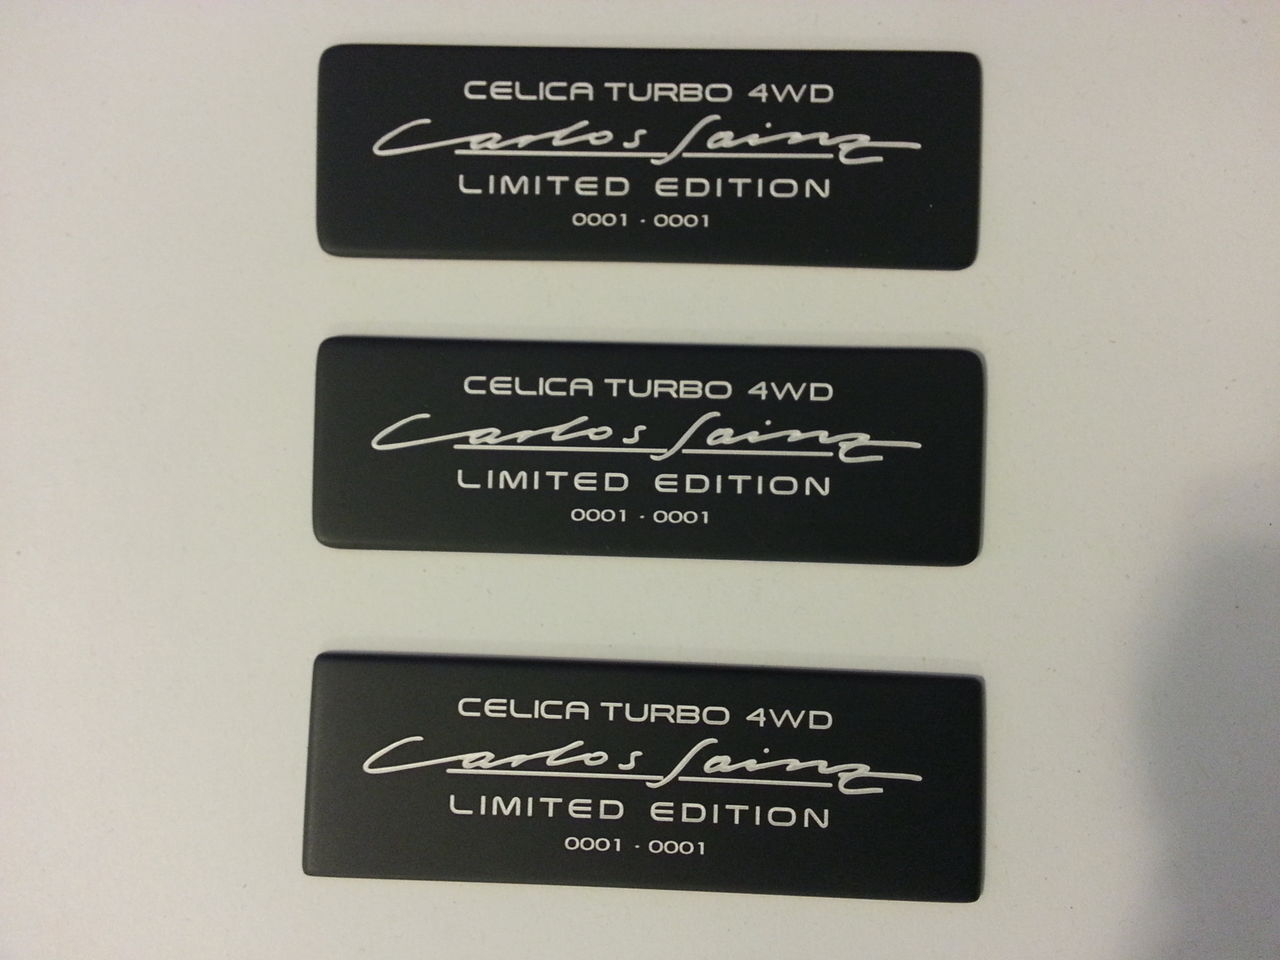 CELICA TURBO 4WD
Carlos Sainz
LIMITED EDITION
0001 - 0001
CELICA TURBO 4WD
Carlos Sainz
LIMITED EDITION
0001 - 0001
CELICA TURBO 4WD
Carlos Sainz
LIMITED EDITION
0001 - 0001